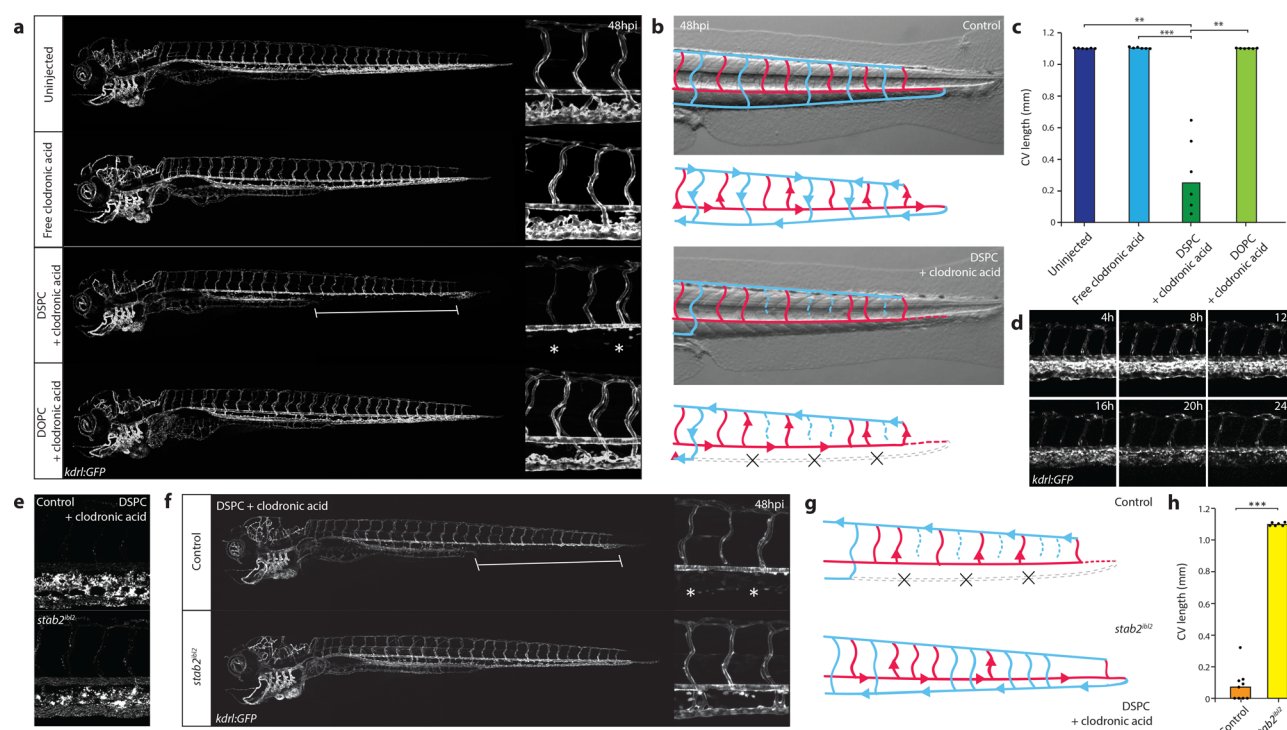 a
48hpi
Uninjected
Free clodronic acid
DSPC
+ clodronic acid
*
*
DOPC
+ clodronic acid
kdrl:GFP
b
48hpi
Control
DSPC
+ clodronic acid
c
**
***
**
CV length (mm)
1.2
1.0
0.8
0.6
0.4
0.2
0
Uninjected
Free clodronic acid
DSPC
+ clodronic acid
DOPC
+ clodronic acid
d
4h
8h
12
16h
20h
24
kdrl:GFP
e
Control
DSPC
+ clodronic acid
stab2ibl2
f
DSPC + clodronic acid
48hpi
Control
*
*
stab2ibl2
kdrl:GFP
g
Control
stab2ibl2
DSPC
+ clodronic acid
h
***
CV length (mm)
1.2
1.0
0.8
0.6
0.4
0.2
0
Control
stab2ibl2